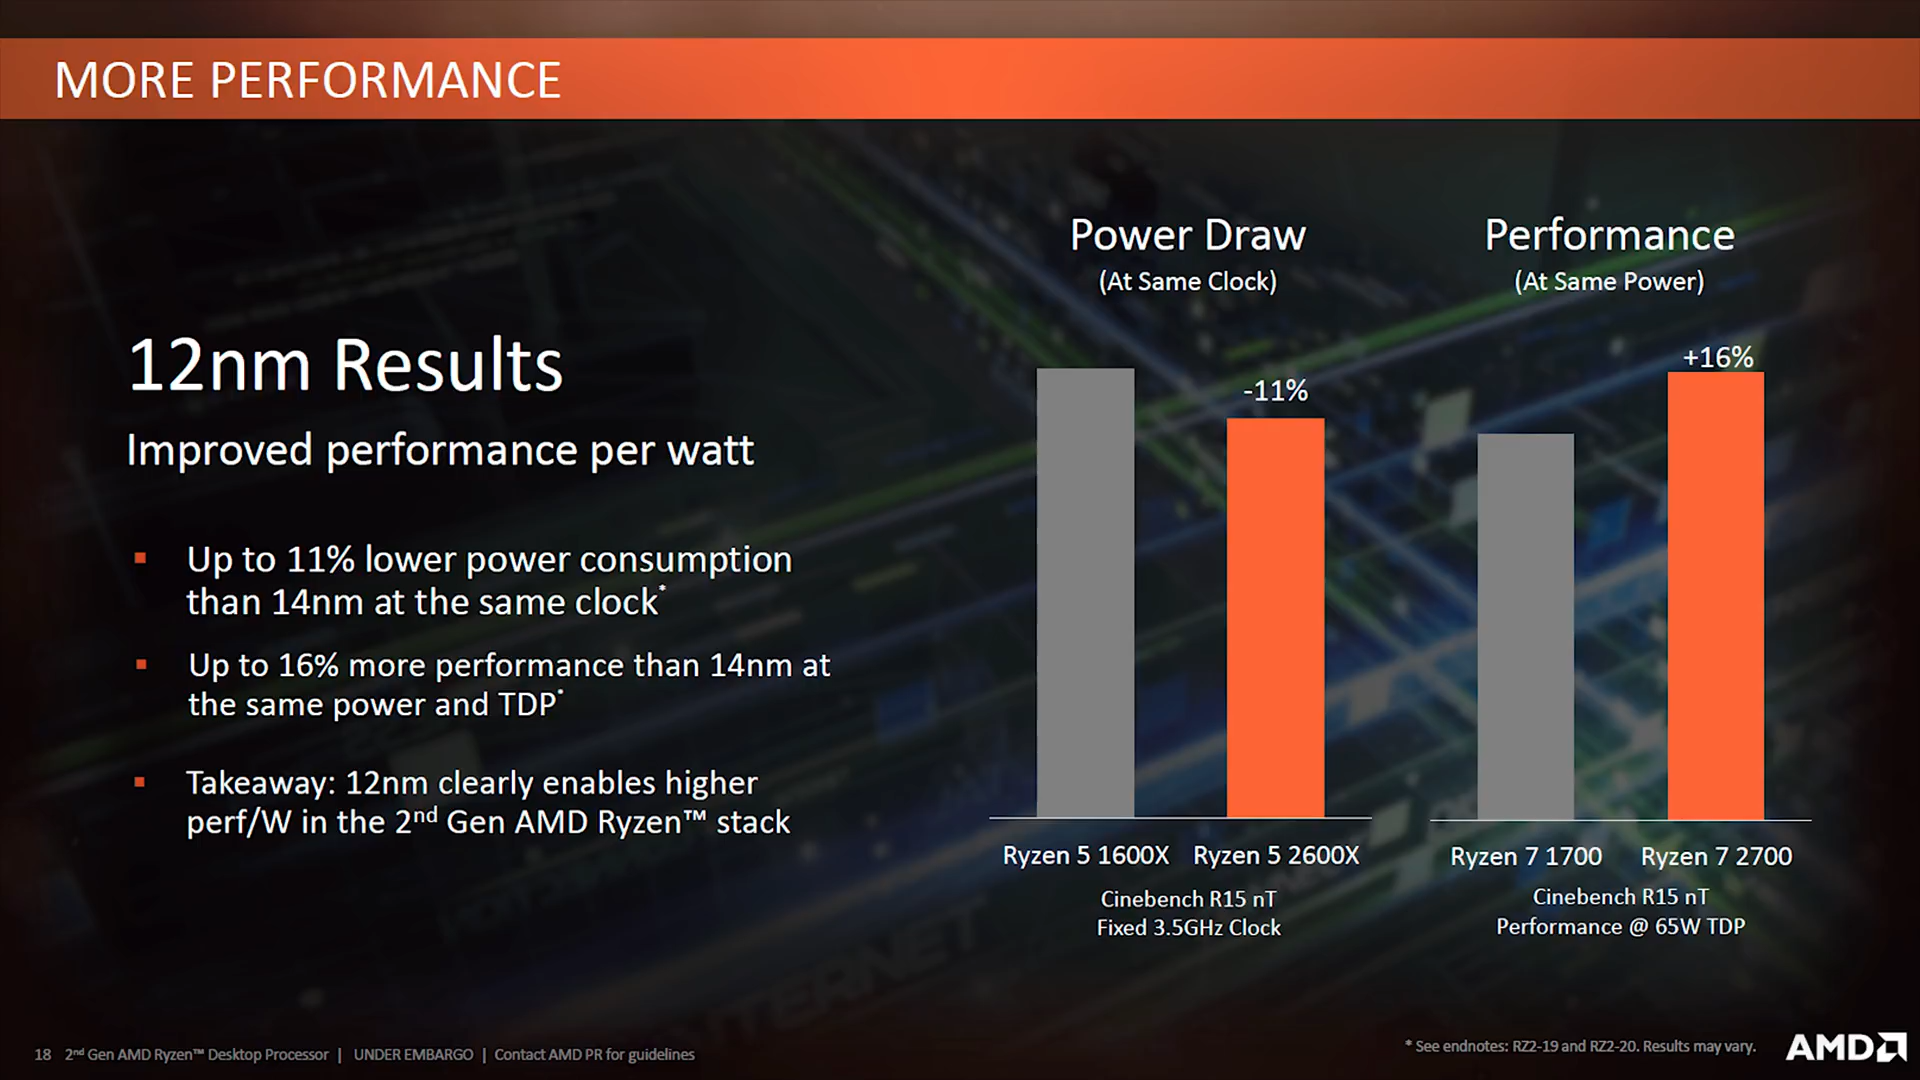 MORE PERFORMANCE
12nm Results
Improved performance per watt
▪ Up to 11% lower power consumption
than 14nm at the same clock*
▪ Up to 16% more performance than 14nm at
the same power and TDP*
▪ Takeaway: 12nm clearly enables higher
perf/W in the 2nd Gen AMD Ryzen™ stack
Power Draw
(At Same Clock)
-11%
Ryzen 5 1600X Ryzen 5 2600X
Cinebench R15 nT
Fixed 3.5GHz Clock
Performance
(At Same Power)
+16%
Ryzen 7 1700 Ryzen 7 2700
Cinebench R15 nT
Performance @ 65W TDP
18 2nd Gen AMD Ryzen™ Desktop Processor | UNDER EMBARGO | Contact AMD PR for guidelines
* See endnotes: RZ2-19 and RZ2-20. Results may vary.
AMD